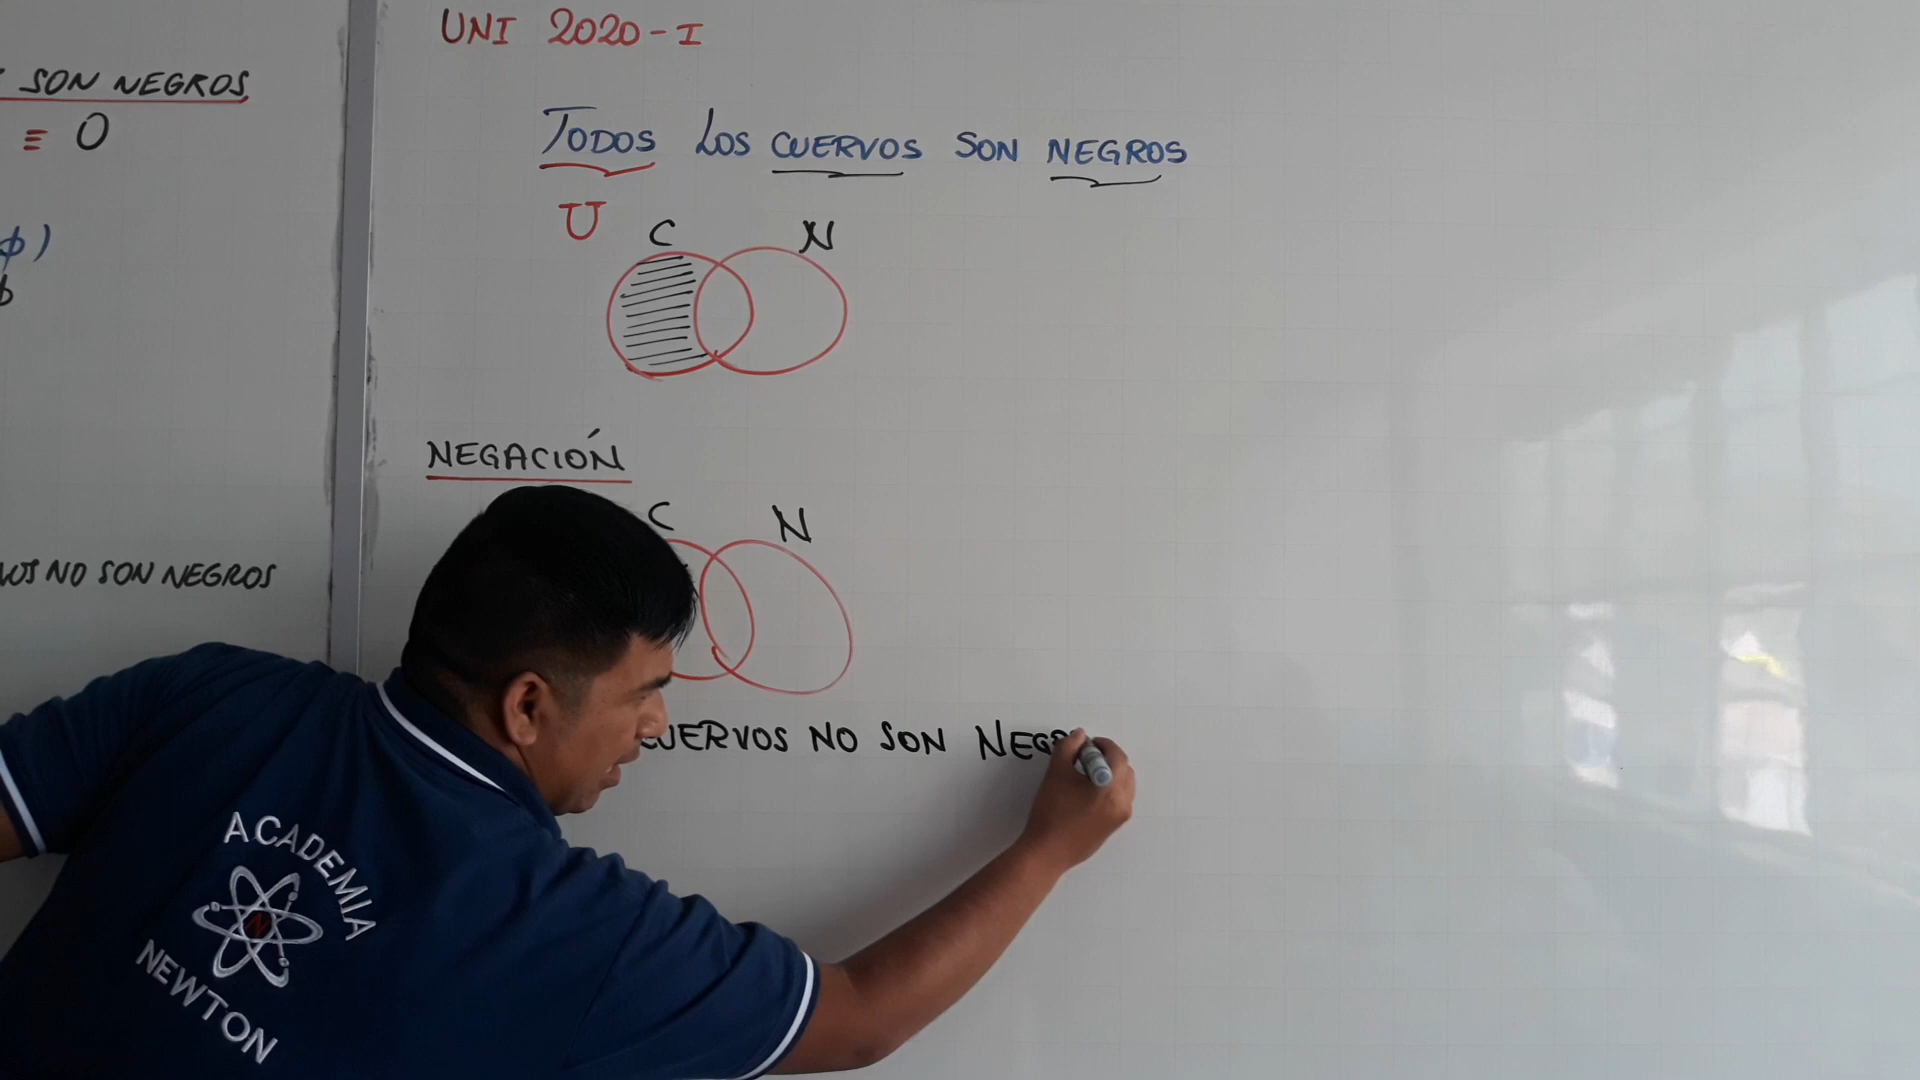 SON NEGROS
≡ O
φ)
φ
NO SON NEGROS
UNI 2020-I
TODOS LOS CUERVOS SON NEGROS
U
C N
NEGACIÓN
C N
CUERVOS NO SON
ACADEMIA
N
NEWTON